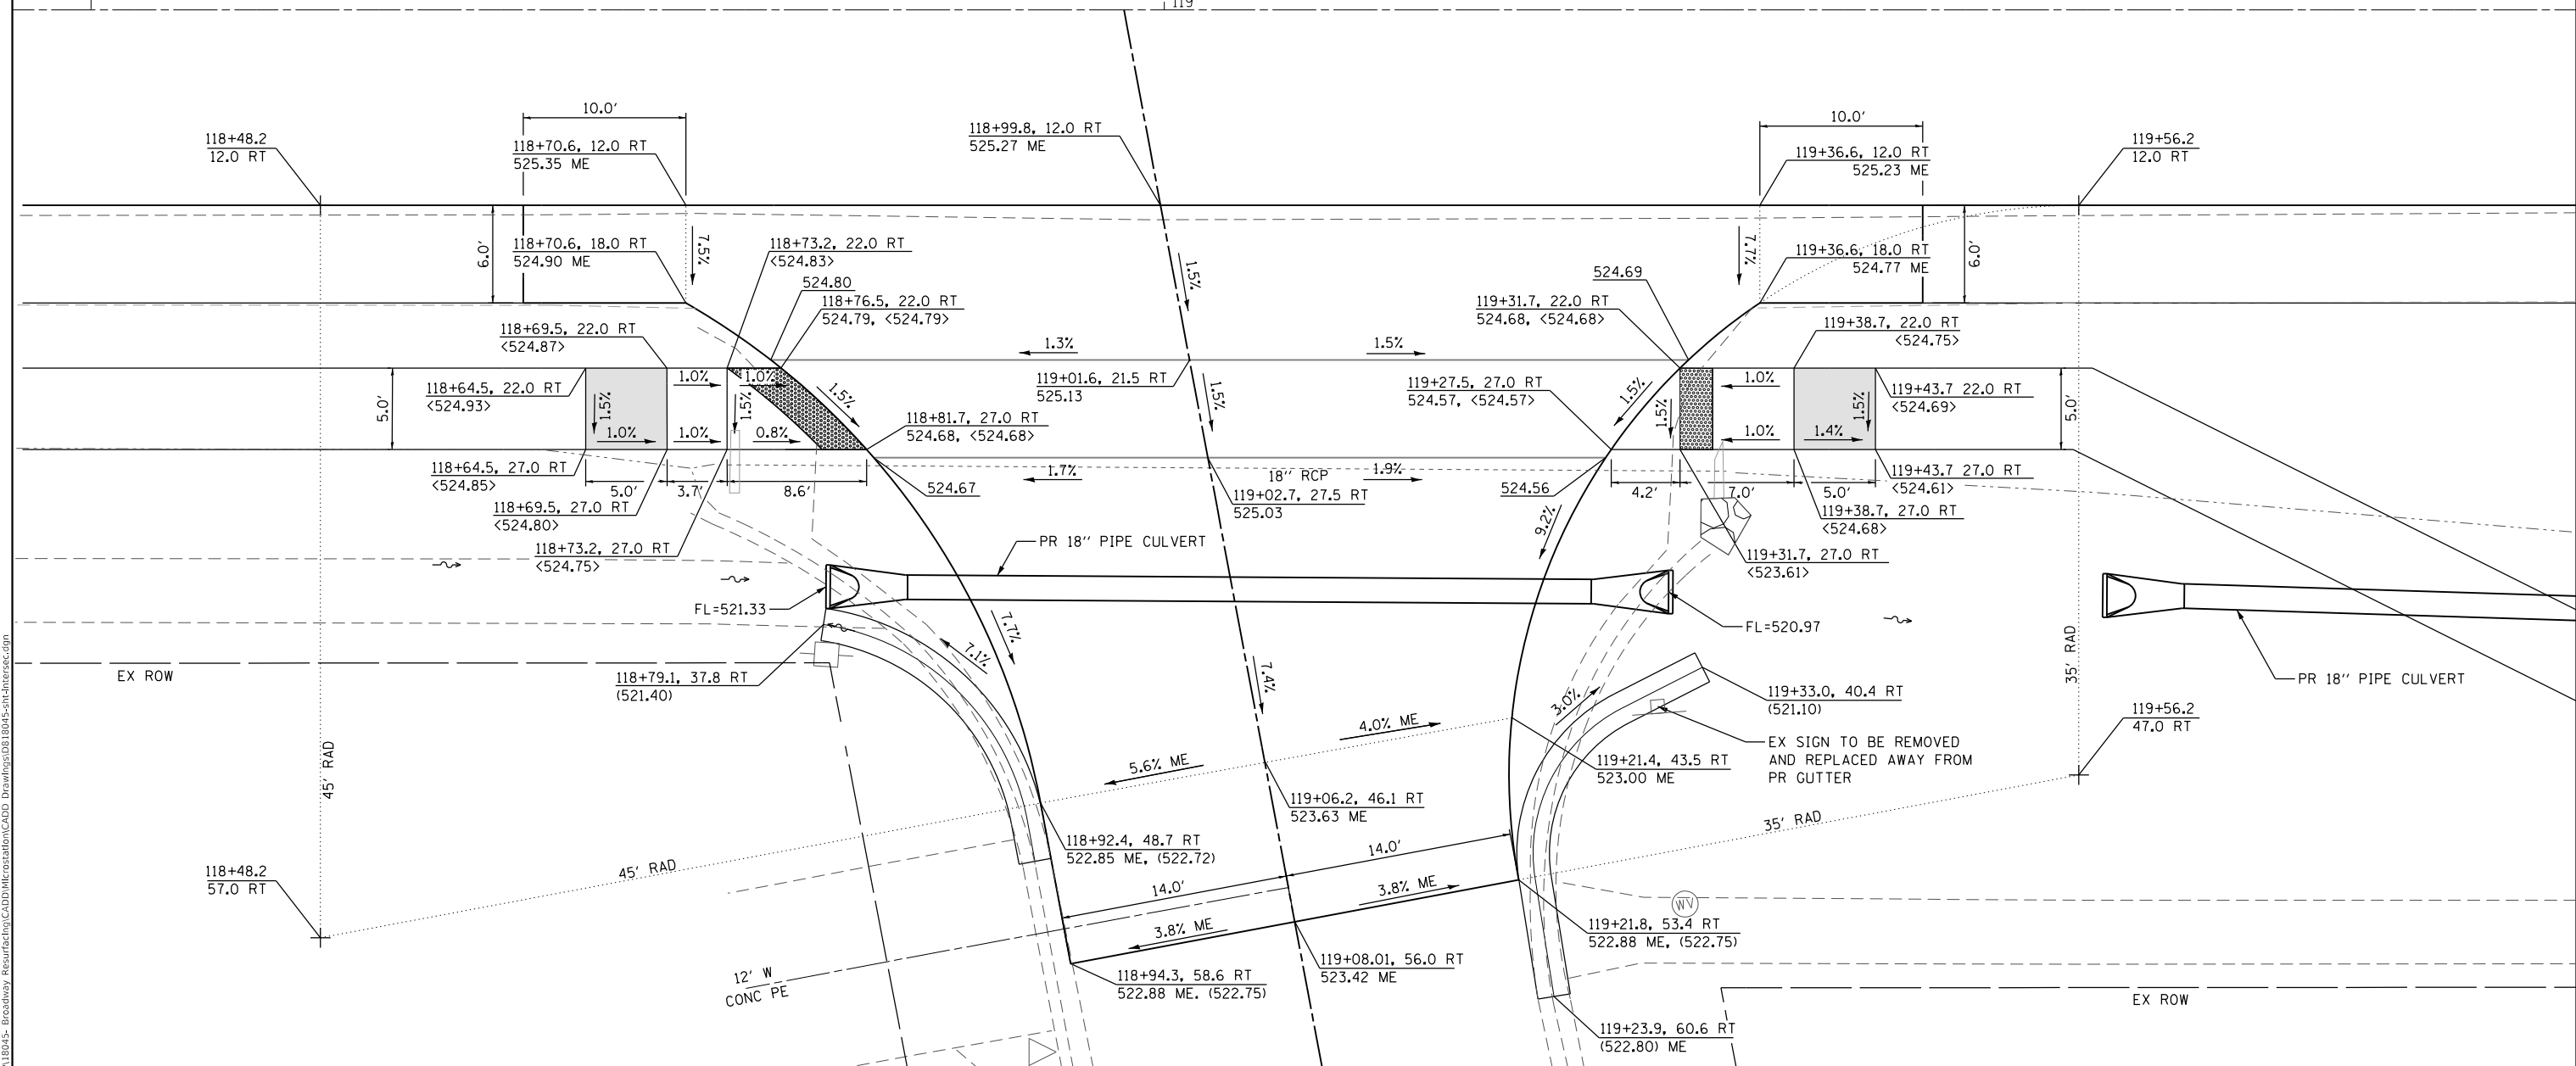 119
10.0'
118+48.2
12.0 RT
118+70.6, 12.0 RT
525.35 ME
118+99.8, 12.0 RT
525.27 ME
10.0'
119+36.6, 12.0 RT
525.23 ME
119+56.2
12.0 RT
6.0'
118+70.6, 18.0 RT
524.90 ME
7.5%
118+73.2, 22.0 RT
<524.83>
524.80
118+76.5, 22.0 RT
524.79, <524.79>
1.5%
524.69
119+31.7, 22.0 RT
524.68, <524.68>
7.7%
119+36.6, 18.0 RT
524.77 ME
6.0'
118+69.5, 22.0 RT
<524.87>
119+38.7, 22.0 RT
<524.75>
1.3%
1.5%
118+64.5, 22.0 RT
<524.93>
5.0'
1.5%
1.0%
1.0%
1.0%
1.5%
1.0%
0.8%
1.5%
119+01.6, 21.5 RT
525.13
1.5%
119+27.5, 27.0 RT
524.57, <524.57>
1.5%
1.5%
1.0%
1.0%
1.4%
1.5%
119+43.7 22.0 RT
<524.69>
5.0'
118+81.7, 27.0 RT
524.68, <524.68>
118+64.5, 27.0 RT
<524.85>
5.0'
3.7'
8.6'
524.67
1.7%
18" RCP
1.9%
119+02.7, 27.5 RT
525.03
524.56
4.2'
7.0'
5.0'
119+43.7 27.0 RT
<524.61>
118+69.5, 27.0 RT
<524.80>
119+38.7, 27.0 RT
<524.68>
118+73.2, 27.0 RT
<524.75>
PR 18" PIPE CULVERT
9.2%
119+31.7, 27.0 RT
<523.61>
FL=521.33
FL=520.97
7.7%
7.1%
EX ROW
118+79.1, 37.8 RT
(521.40)
7.4%
3.0%
119+33.0, 40.4 RT
(521.10)
35' RAD
PR 18" PIPE CULVERT
45' RAD
4.0% ME
5.6% ME
119+21.4, 43.5 RT
523.00 ME
EX SIGN TO BE REMOVED
AND REPLACED AWAY FROM
PR GUTTER
119+56.2
47.0 RT
119+06.2, 46.1 RT
523.63 ME
118+92.4, 48.7 RT
522.85 ME, (522.72)
118+48.2
57.0 RT
45' RAD
35' RAD
14.0'
14.0'
3.8% ME
3.8% ME
WV
119+21.8, 53.4 RT
522.88 ME, (522.75)
12' W
CONC PE
118+94.3, 58.6 RT
522.88 ME. (522.75)
119+08.01, 56.0 RT
523.42 ME
EX ROW
119+23.9, 60.6 RT
(522.80) ME
\18045- Broadway Resurfacing\CADD\Microstation\CADD Drawings\D818045-sht-Intersec.dgn